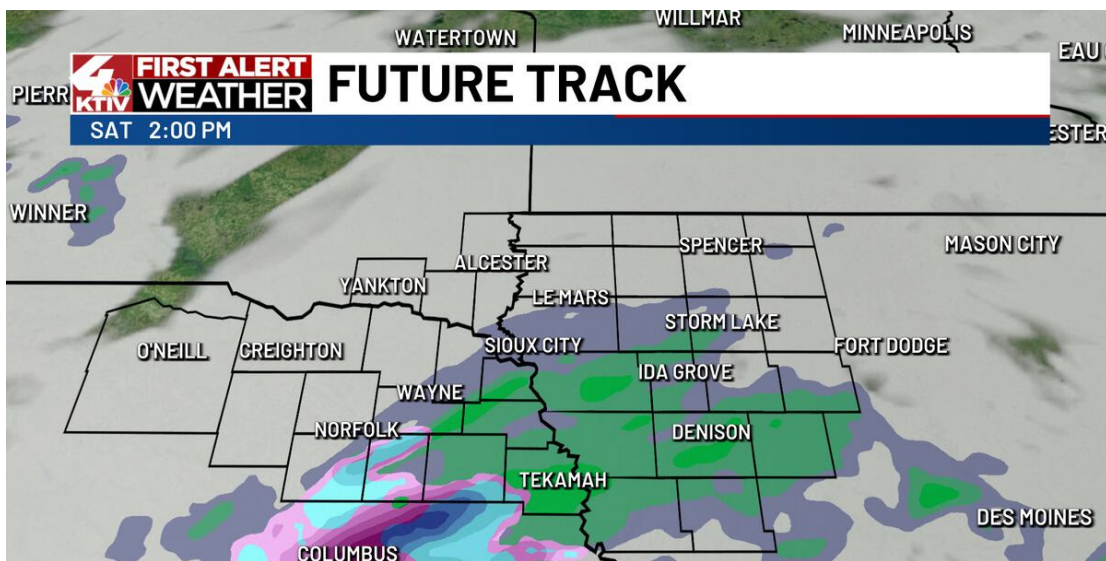 WILLMAR
WATERTOWN
MINNEAPOLIS
4
KTIV
FIRST ALERT
WEATHER
FUTURE TRACK
SAT 2:00 PM
WINNER
SPENCER
MASON CITY
ALCESTER
YANKTON
LE MARS
STORM LAKE
O'NEILL
CREIGHTON
SIOUX CITY
FORT DODGE
IDA GROVE
WAYNE
NORFOLK
DENISON
TEKAMAH
DES MOINES
COLUMBUS